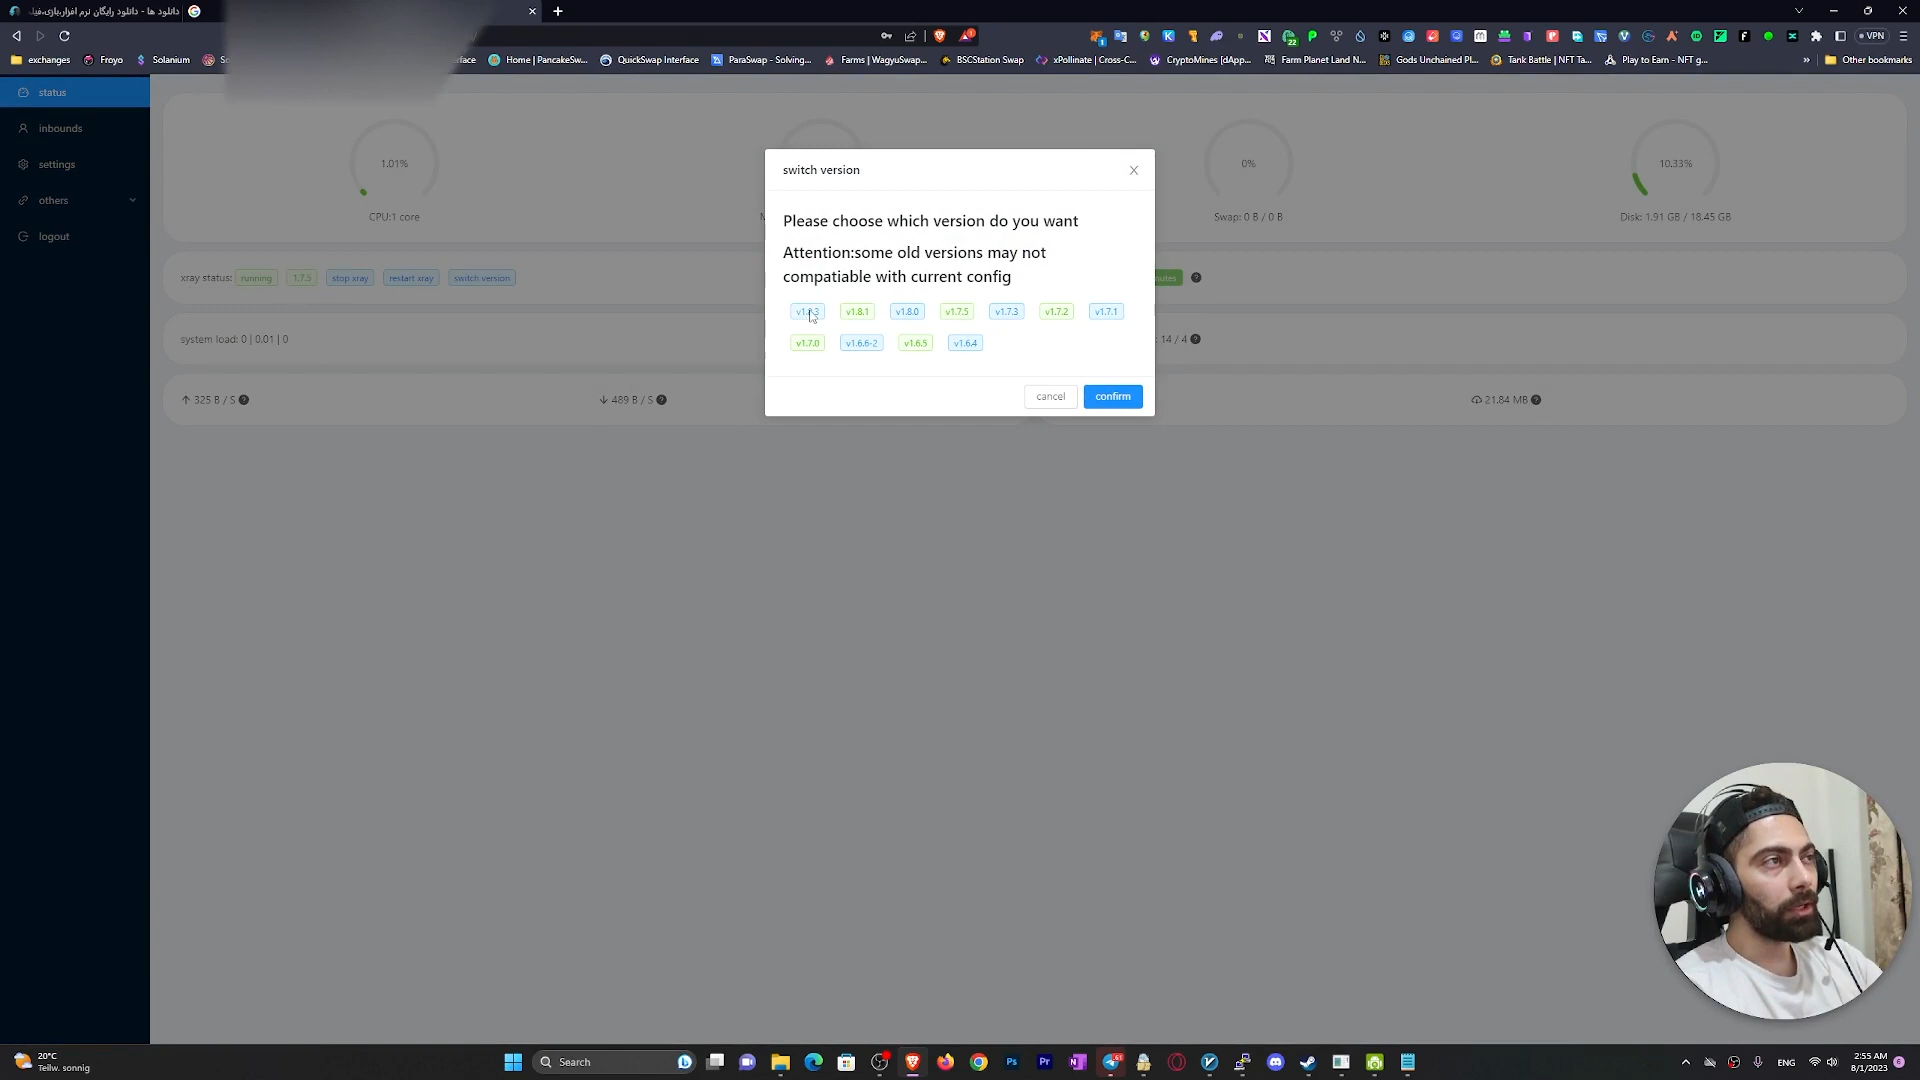 دانلود ها - دانلود رایگان نرم افزار،بازی،فیل
VPN
exchanges
Froyo
Solanium
Home | PancakeSw...
QuickSwap Interface
ParaSwap - Solving...
Farms | WagyuSwap...
BSCStation Swap
xPollinate | Cross-C...
CryptoMines [dApp...
Farm Planet Land N...
Gods Unchained Pl...
Tank Battle | NFT Ta...
Play to Earn - NFT g...
Other bookmarks
status
inbounds
settings
others
logout
1.01%
CPU:1 core
0%
Swap: 0 B / 0 B
10.33%
Disk: 1.91 GB / 18.45 GB
switch version
Please choose which version do you want
Attention:some old versions may not
compatiable with current config
v1.8.1 v1.8.0 v1.7.5 v1.7.3 v1.7.2 v1.7.1
v1.7.0 v1.6.6-2 v1.6.5 v1.6.4
cancel confirm
xray status: running 1.7.5 stop xray restart xray switch version
system load: 0 | 0.01 | 0
: 14 / 4
325 B / S
489 B / S
21.84 MB
20°C
Teilw. sonnig
Search
ENG
2:55 AM
8/1/2023